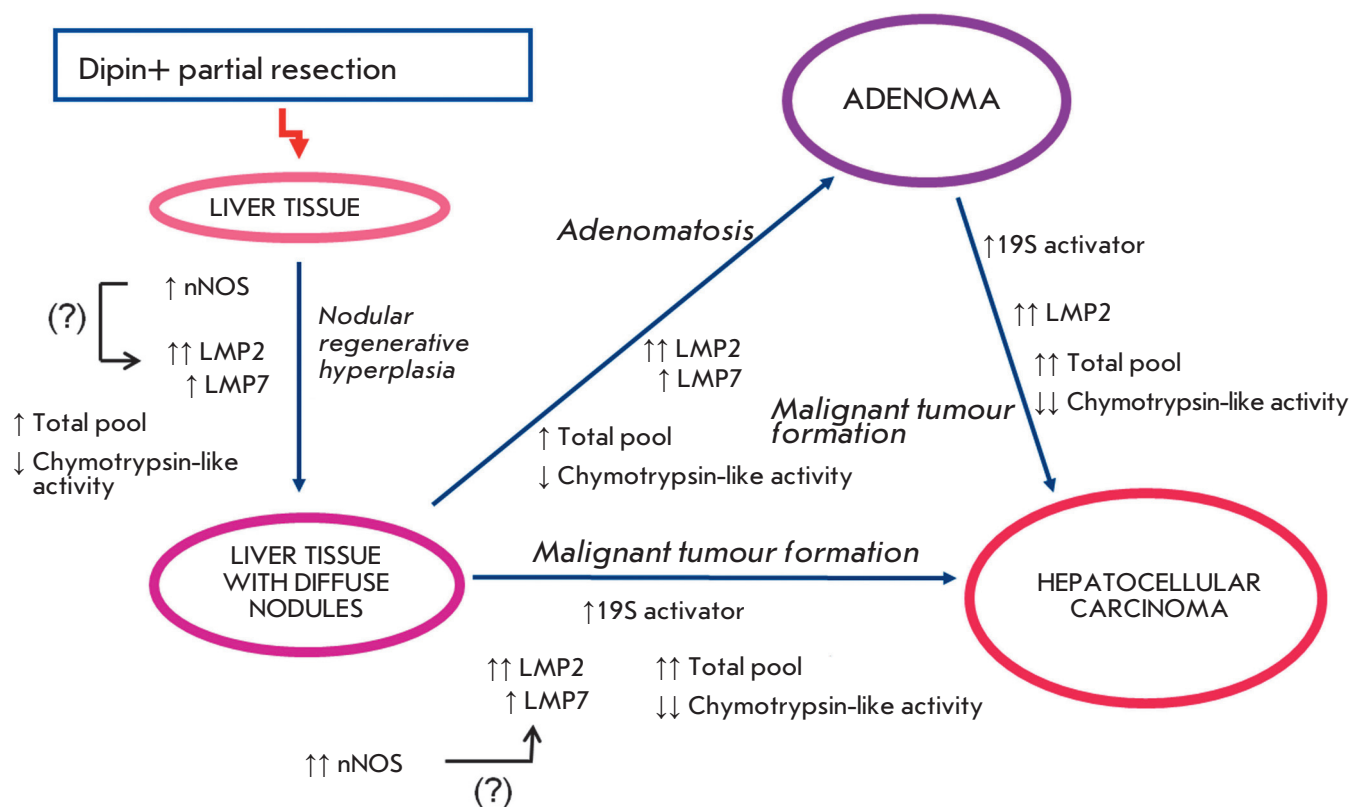 Dipin+ partial resection
LIVER TISSUE
(?)
↑ nNOS
↑↑ LMP2
↑ LMP7
↑ Total pool
↓ Chymotrypsin-like
activity
Nodular
regenerative
hyperplasia
LIVER TISSUE
WITH DIFFUSE
NODULES
Adenomatosis
↑↑ LMP2
↑ LMP7
↑ Total pool
↓ Chymotrypsin-like activity
ADENOMA
↑19S activator
↑↑ LMP2
↑↑ Total pool
↓↓ Chymotrypsin-like activity
Malignant tumour
formation
Malignant tumour formation
↑19S activator
↑↑ LMP2
↑ LMP7
↑↑ Total pool
↓↓ Chymotrypsin-like activity
↑↑ nNOS
(?)
HEPATOCELLULAR
CARCINOMA